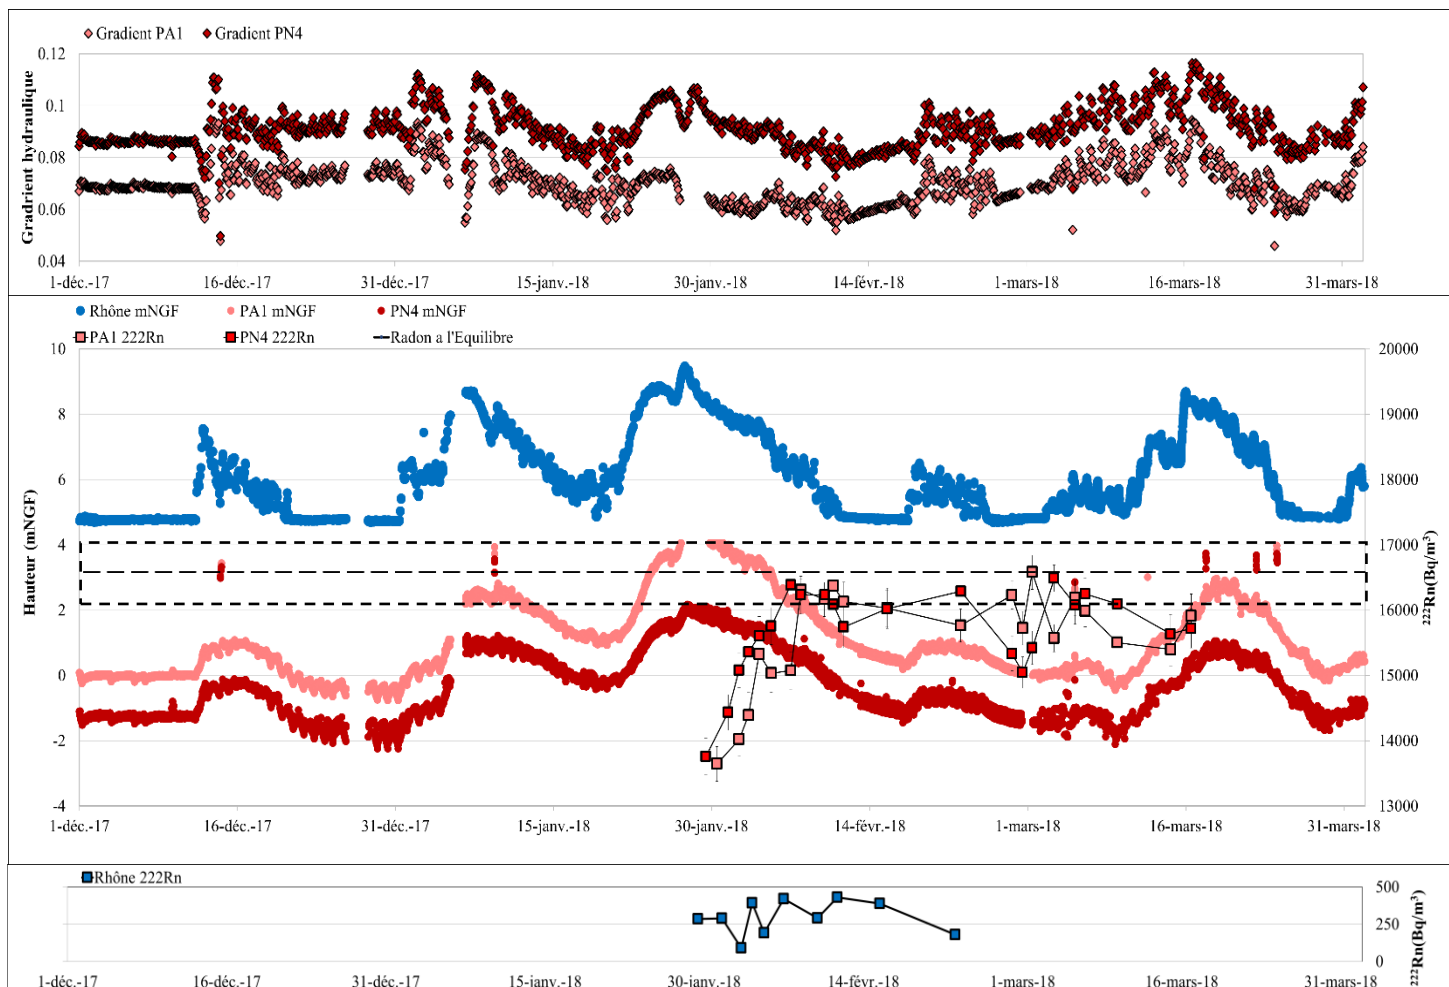 Gradient PA1 Gradient PN4
Gradrient hydraulique
0.12
0.1
0.08
0.06
0.04
1-déc.-17 16-déc.-17 31-déc.-17 15-janv.-18 30-janv.-18 14-févr.-18 1-mars-18 16-mars-18 31-mars-18
Rhône mNGF PA1 mNGF PN4 mNGF
PA1 222Rn PN4 222Rn Radon a l'Equilibre
Hauteur (mNGF)
10 20000
8 19000
6 18000
4 17000
2 16000
0 15000
-2 14000
-4 13000
²²²Rn(Bq/m³)
1-déc.-17 16-déc.-17 31-déc.-17 15-janv.-18 30-janv.-18 14-févr.-18 1-mars-18 16-mars-18 31-mars-18
Rhône 222Rn
500
250
0
²²²Rn(Bq/m³)
1-déc.-17 16-déc.-17 31-déc.-17 15-janv.-18 30-janv.-18 14-févr.-18 1-mars-18 16-mars-18 31-mars-18